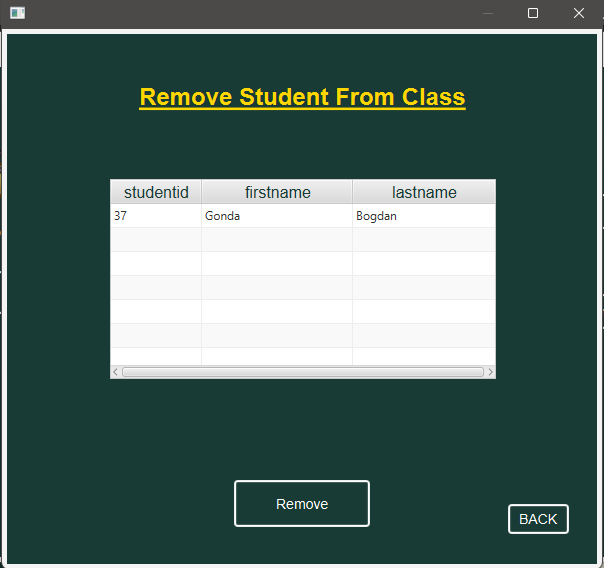 Remove Student From Class
studentid firstname lastname
37 Gonda Bogdan
Remove
BACK